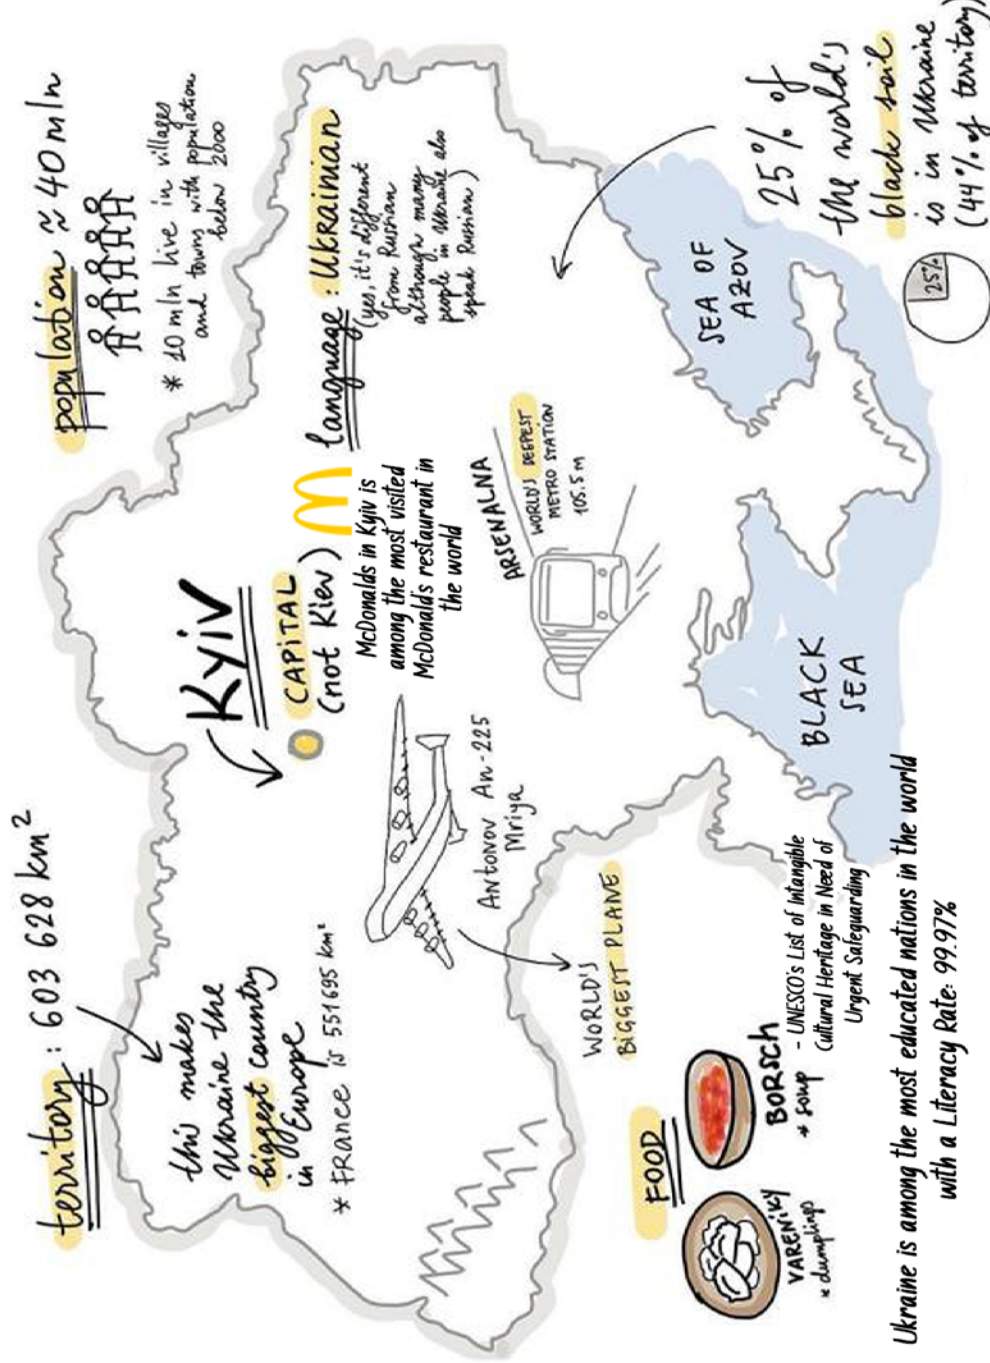 territory : 603 628 km²
this makes
Ukraine the
biggest country
in Europe
* FRANCE is 551 695 km²
population ≈ 40 mln
* 10 mln live in villages
and towns with population
below 2000
Kyiv
CAPITAL
(not Kiev)
M
McDonalds in Kyiv is
among the most visited
McDonalds restaurant in
the world
language : Ukrainian
(yes, it's different
from Russian
although many
people in Ukraine also
speak Russian)
ANTONOV An-225
Mriya
WORLD'S
BIGGEST PLANE
ARSENALNA
WORLD'S DEEPEST
METRO STATION
105.5 m
SEA OF
AZOV
BLACK
SEA
25% of
the world's
black soil
is in Ukraine
(44% of territory)
25%
FOOD
VARENIKY
* dumplings
BORSCH
* soup
- UNESCO's List of Intangible
Cultural Heritage in Need of
Urgent Safeguarding
Ukraine is among the most educated nations in the world
with a Literacy Rate: 99.97%